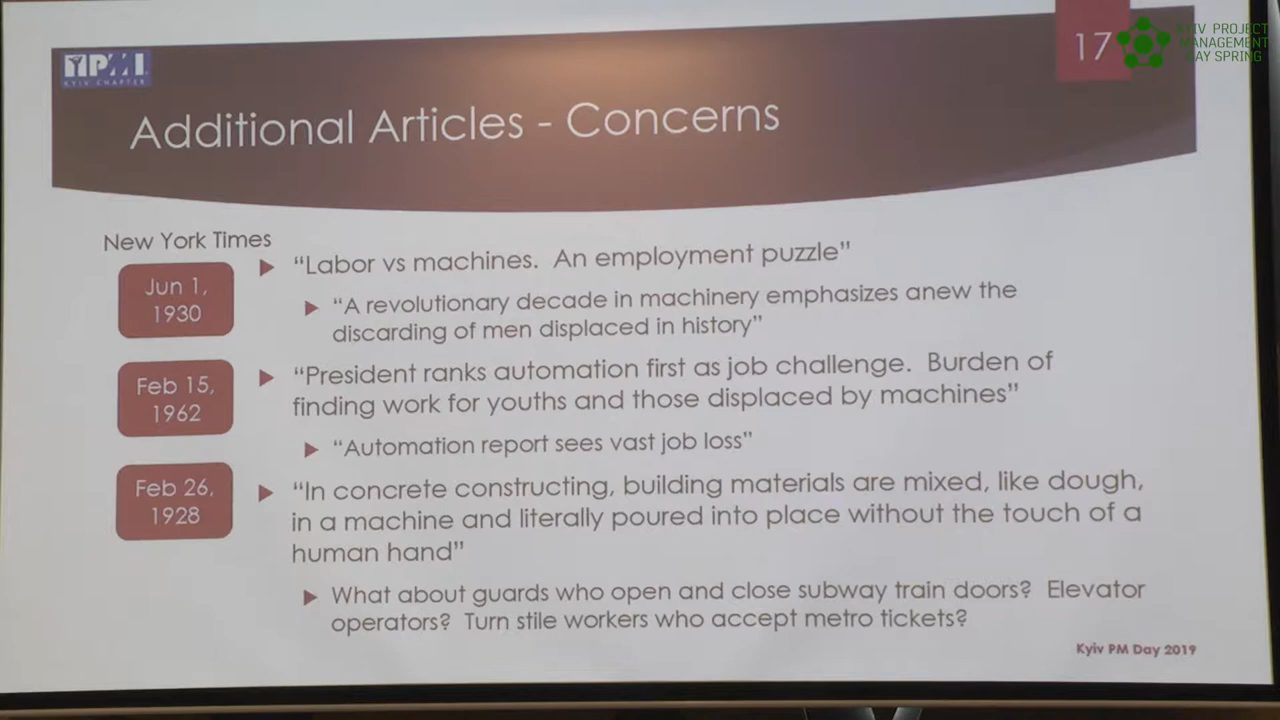 17
KYIV PROJECT
MANAGEMENT
DAY SPRING
PMI
KYIV CHAPTER
Additional Articles - Concerns
New York Times
Jun 1,
1930
“Labor vs machines. An employment puzzle”
“A revolutionary decade in machinery emphasizes anew the
discarding of men displaced in history”
Feb 15,
1962
“President ranks automation first as job challenge. Burden of
finding work for youths and those displaced by machines”
“Automation report sees vast job loss”
Feb 26,
1928
“In concrete constructing, building materials are mixed, like dough,
in a machine and literally poured into place without the touch of a
human hand”
What about guards who open and close subway train doors? Elevator
operators? Turn stile workers who accept metro tickets?
Kyiv PM Day 2019